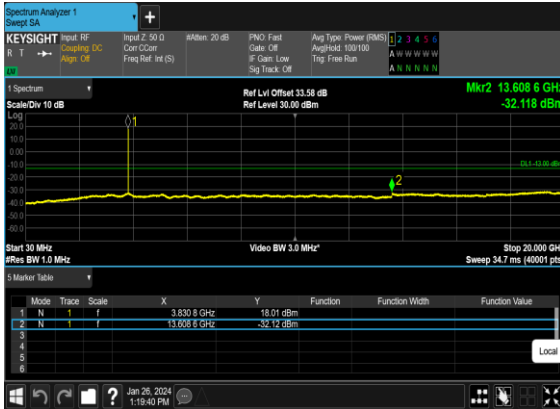 Spectrum Analyzer 1
Swept SA
+
KEYSIGHT Input: RF Input Z: 50 Ω #Atten: 20 dB PNO: Fast Avg Type: Power (RMS) 1 2 3 4 5 6
R T Coupling: DC Corr CCorr Gate: Off Avg|Hold: 100/100 A W W W W W
Align: Off Freq Ref: Int (S) IF Gain: Low Trig: Free Run
Sig Track: Off A N N N N N
1 Spectrum Ref Lvl Offset 33.58 dB Mkr2 13.608 6 GHz
Scale/Div 10 dB Ref Level 30.00 dBm -32.118 dBm
Log
20.0
10.0
0.00
-10.0
-20.0
-30.0
-40.0
-50.0
-60.0
1
DL1 -13.00 dBm
2
Start 30 MHz Video BW 3.0 MHz* Stop 20.000 GHz
#Res BW 1.0 MHz Sweep 34.7 ms (40001 pts)
5 Marker Table
Mode Trace Scale X Y Function Function Width Function Value
1 N 1 f 3.830 8 GHz 18.01 dBm
2 N 1 f 13.608 6 GHz -32.12 dBm
3
4
5
6
Local
? Jan 26, 2024
1:19:40 PM